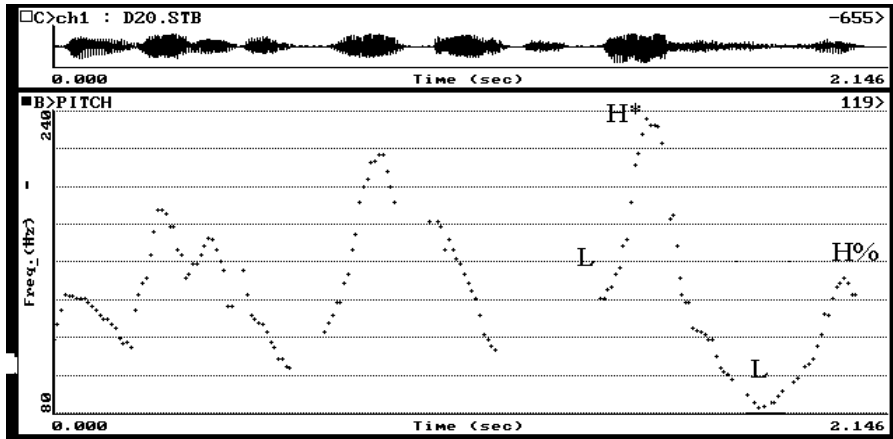 □C>ch1 : D20.STB -655>
0.000 Time (sec) 2.146
■B>PITCH 119>
240
H*
Freq. (Hz)
L
H%
L
80
0.000 Time (sec) 2.146